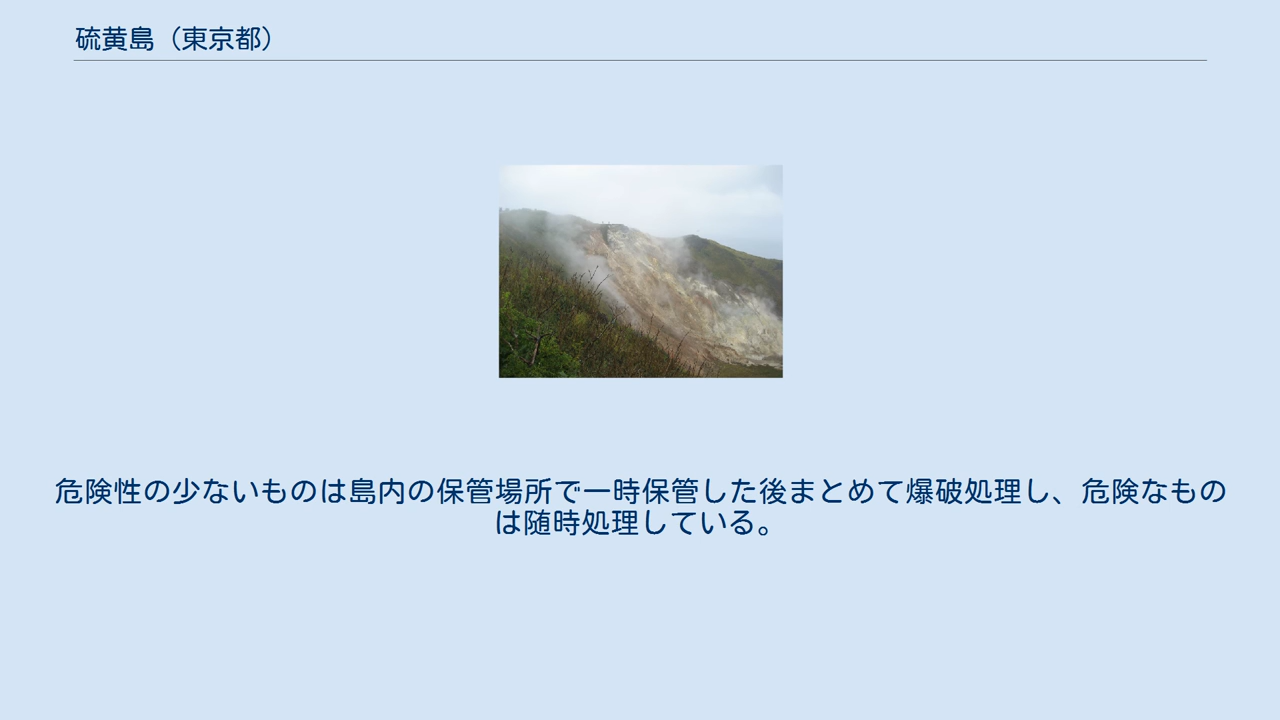 硫黄島（東京都）
危険性の少ないものは島内の保管場所で一時保管した後まとめて爆破処理し、危険なもの
は随時処理している。